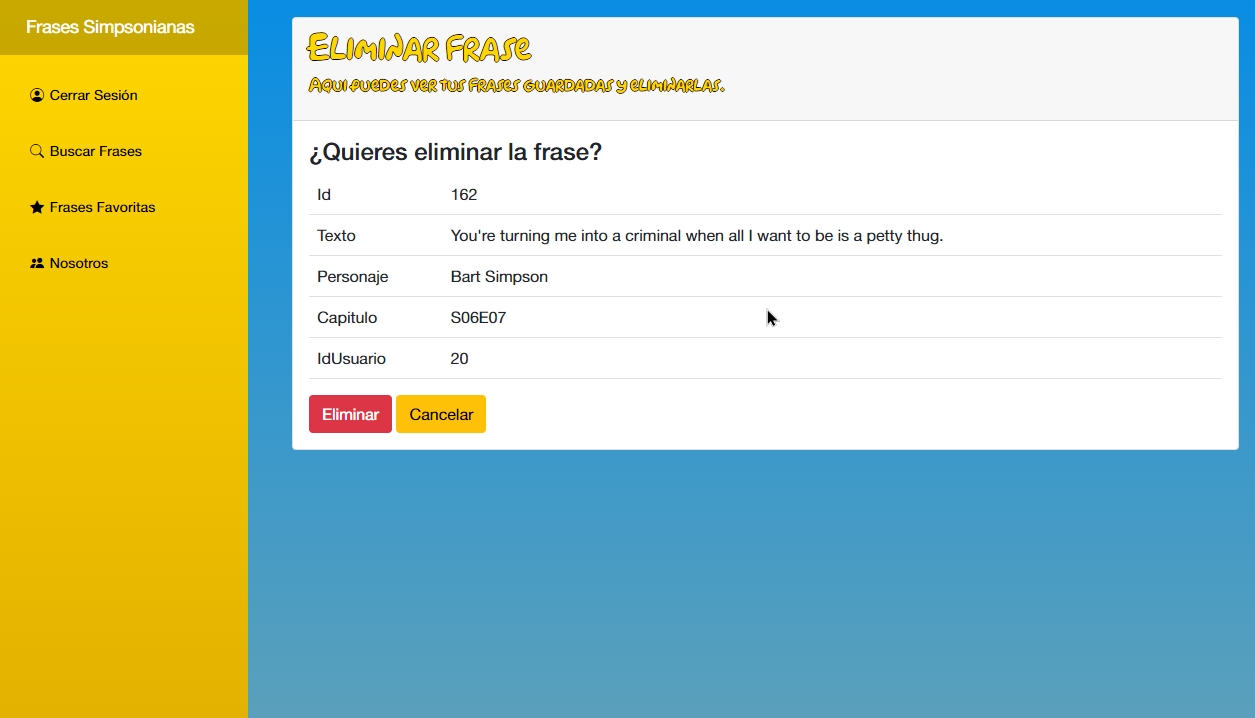 Frases Simpsonianas
Cerrar Sesión
Buscar Frases
Frases Favoritas
Nosotros
Eliminar Frase
Aqui puedes ver tus frases guardadas y eliminarlas.
¿Quieres eliminar la frase?
Id 162
Texto You're turning me into a criminal when all I want to be is a petty thug.
Personaje Bart Simpson
Capitulo S06E07
IdUsuario 20
Eliminar Cancelar